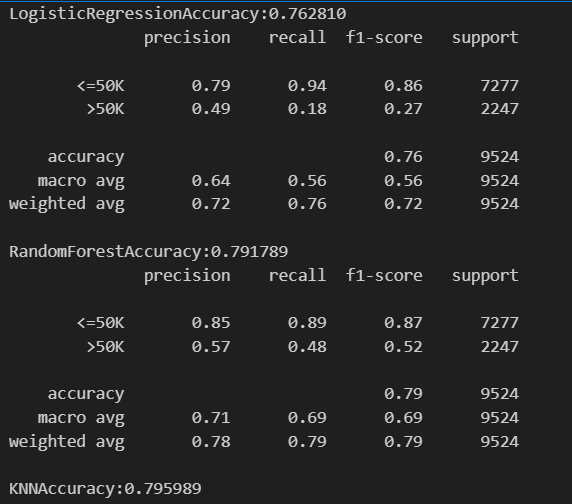 LogisticRegressionAccuracy:0.762810
precision recall f1-score support
<=50K 0.79 0.94 0.86 7277
>50K 0.49 0.18 0.27 2247
accuracy 0.76 9524
macro avg 0.64 0.56 0.56 9524
weighted avg 0.72 0.76 0.72 9524
RandomForestAccuracy:0.791789
precision recall f1-score support
<=50K 0.85 0.89 0.87 7277
>50K 0.57 0.48 0.52 2247
accuracy 0.79 9524
macro avg 0.71 0.69 0.69 9524
weighted avg 0.78 0.79 0.79 9524
KNNAccuracy:0.795989